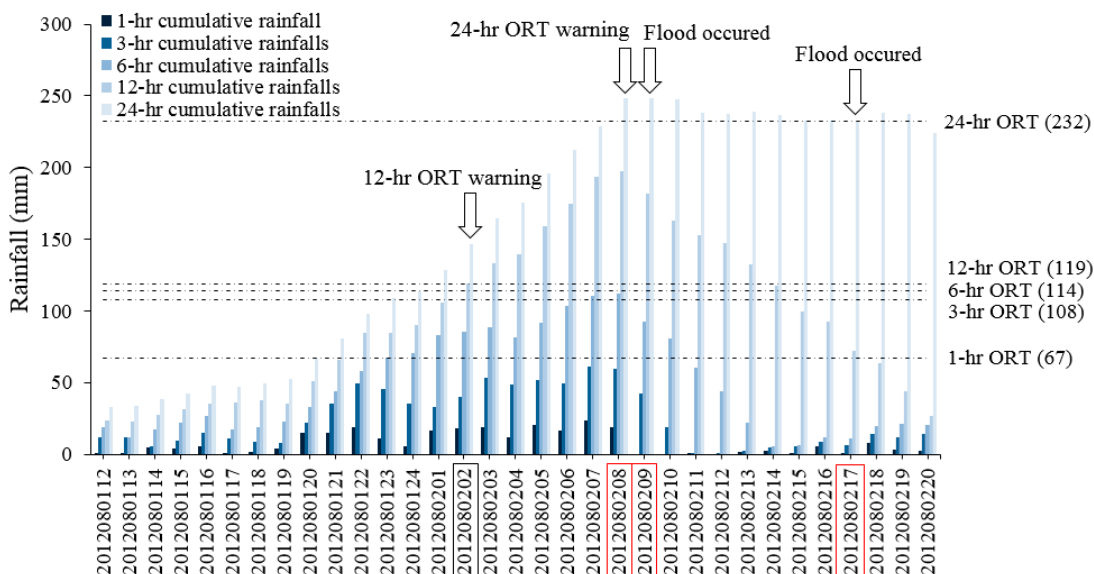 300
250
200
150
100
50
0
Rainfall (mm)
1-hr cumulative rainfall
3-hr cumulative rainfalls
6-hr cumulative rainfalls
12-hr cumulative rainfalls
24-hr cumulative rainfalls
24-hr ORT warning
Flood occured
Flood occured
12-hr ORT warning
24-hr ORT (232)
12-hr ORT (119)
6-hr ORT (114)
3-hr ORT (108)
1-hr ORT (67)
2012080112
2012080113
2012080114
2012080115
2012080116
2012080117
2012080118
2012080119
2012080120
2012080121
2012080122
2012080123
2012080124
2012080201
2012080202
2012080203
2012080204
2012080205
2012080206
2012080207
2012080208
2012080209
2012080210
2012080211
2012080212
2012080213
2012080214
2012080215
2012080216
2012080217
2012080218
2012080219
2012080220